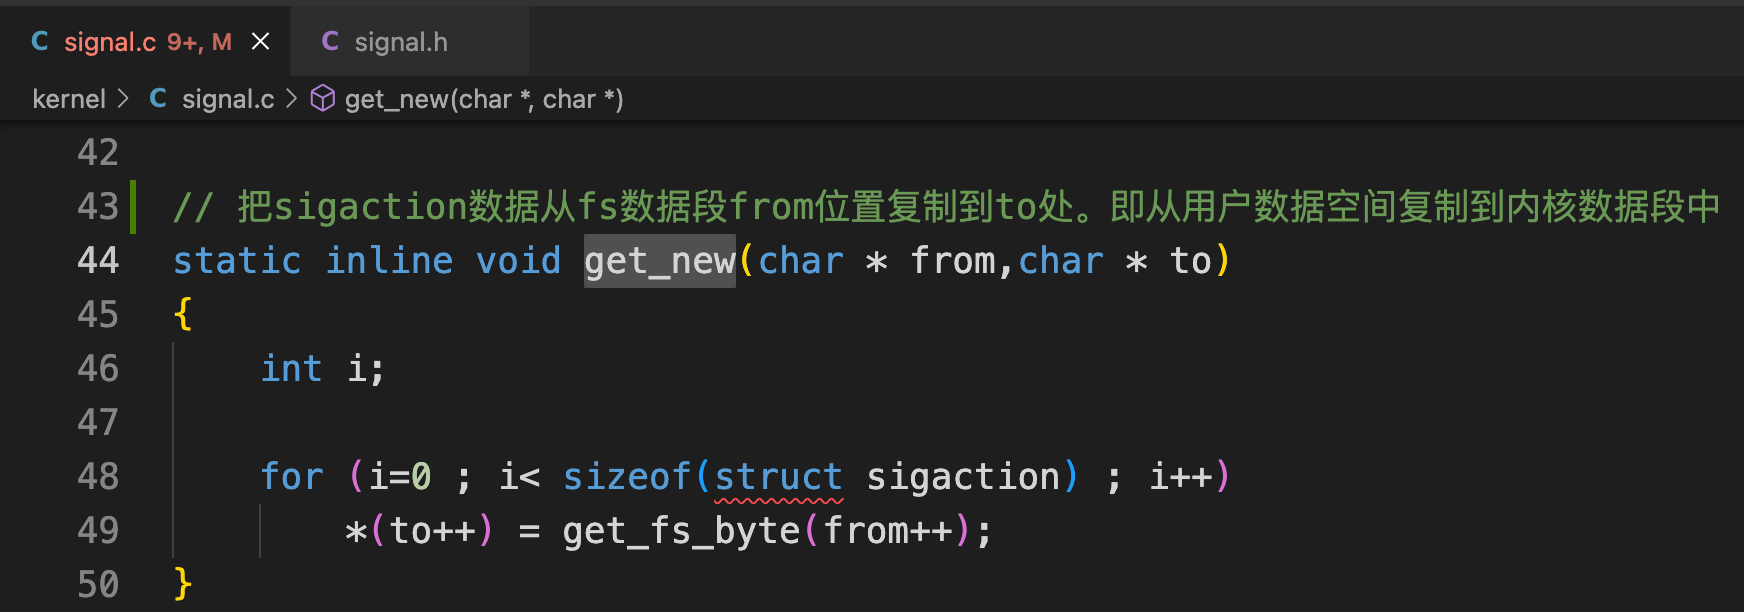 C signal.c 9+, M × C signal.h
kernel > C signal.c > get_new(char *, char *)
42
43 // 把sigaction数据从fs数据段from位置复制到to处。即从用户数据空间复制到内核数据段中
44 static inline void get_new(char * from,char * to)
45 {
46 int i;
47
48 for (i=0 ; i< sizeof(struct sigaction) ; i++)
49 *(to++) = get_fs_byte(from++);
50 }